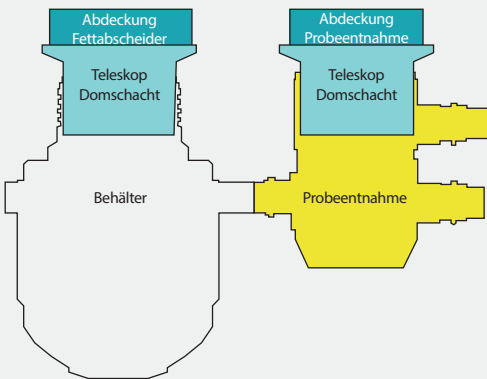 Abdeckung
Fettabscheider
Abdeckung
Probeentnahme
Teleskop
Domschacht
Teleskop
Domschacht
Behälter
Probeentnahme